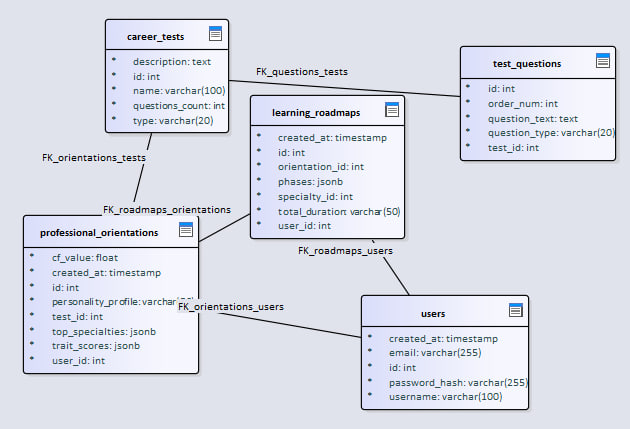 career_tests
* description: text
* id: int
* name: varchar(100)
* questions_count: int
* type: varchar(20)
FK_questions_tests
test_questions
* id: int
* order_num: int
* question_text: text
* question_type: varchar(20)
* test_id: int
learning_roadmaps
* created_at: timestamp
* id: int
* orientation_id: int
* phases: jsonb
* specialty_id: int
* total_duration: varchar(50)
* user_id: int
FK_orientations_tests
FK_roadmaps_orientations
professional_orientations
* cf_value: float
* created_at: timestamp
* id: int
* personality_profile: varchar
* test_id: int
* top_specialties: jsonb
* trait_scores: jsonb
* user_id: int
FK_roadmaps_users
FK_orientations_users
users
* created_at: timestamp
* email: varchar(255)
* id: int
* password_hash: varchar(255)
* username: varchar(100)